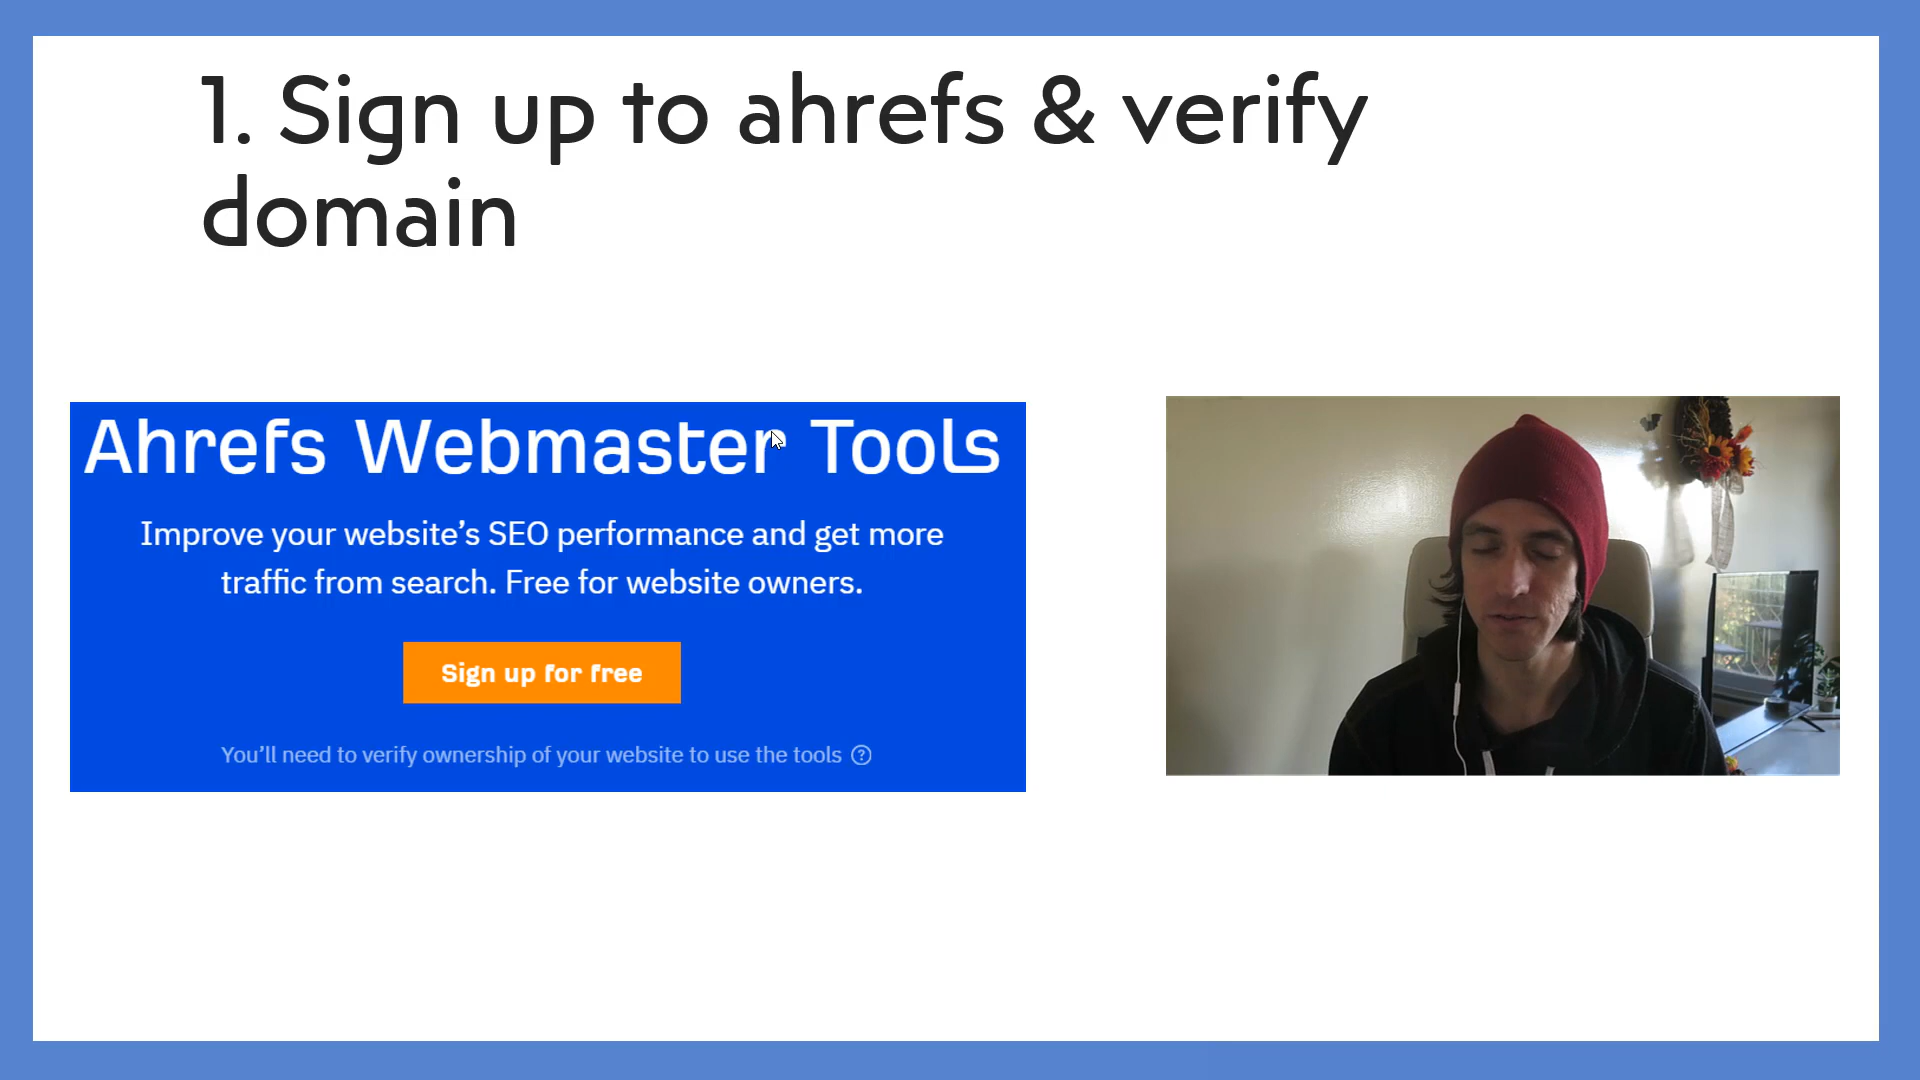 1. Sign up to ahrefs & verify
domain
Ahrefs Webmaster Tools
Improve your website’s SEO performance and get more
traffic from search. Free for website owners.
Sign up for free
You’ll need to verify ownership of your website to use the tools ?